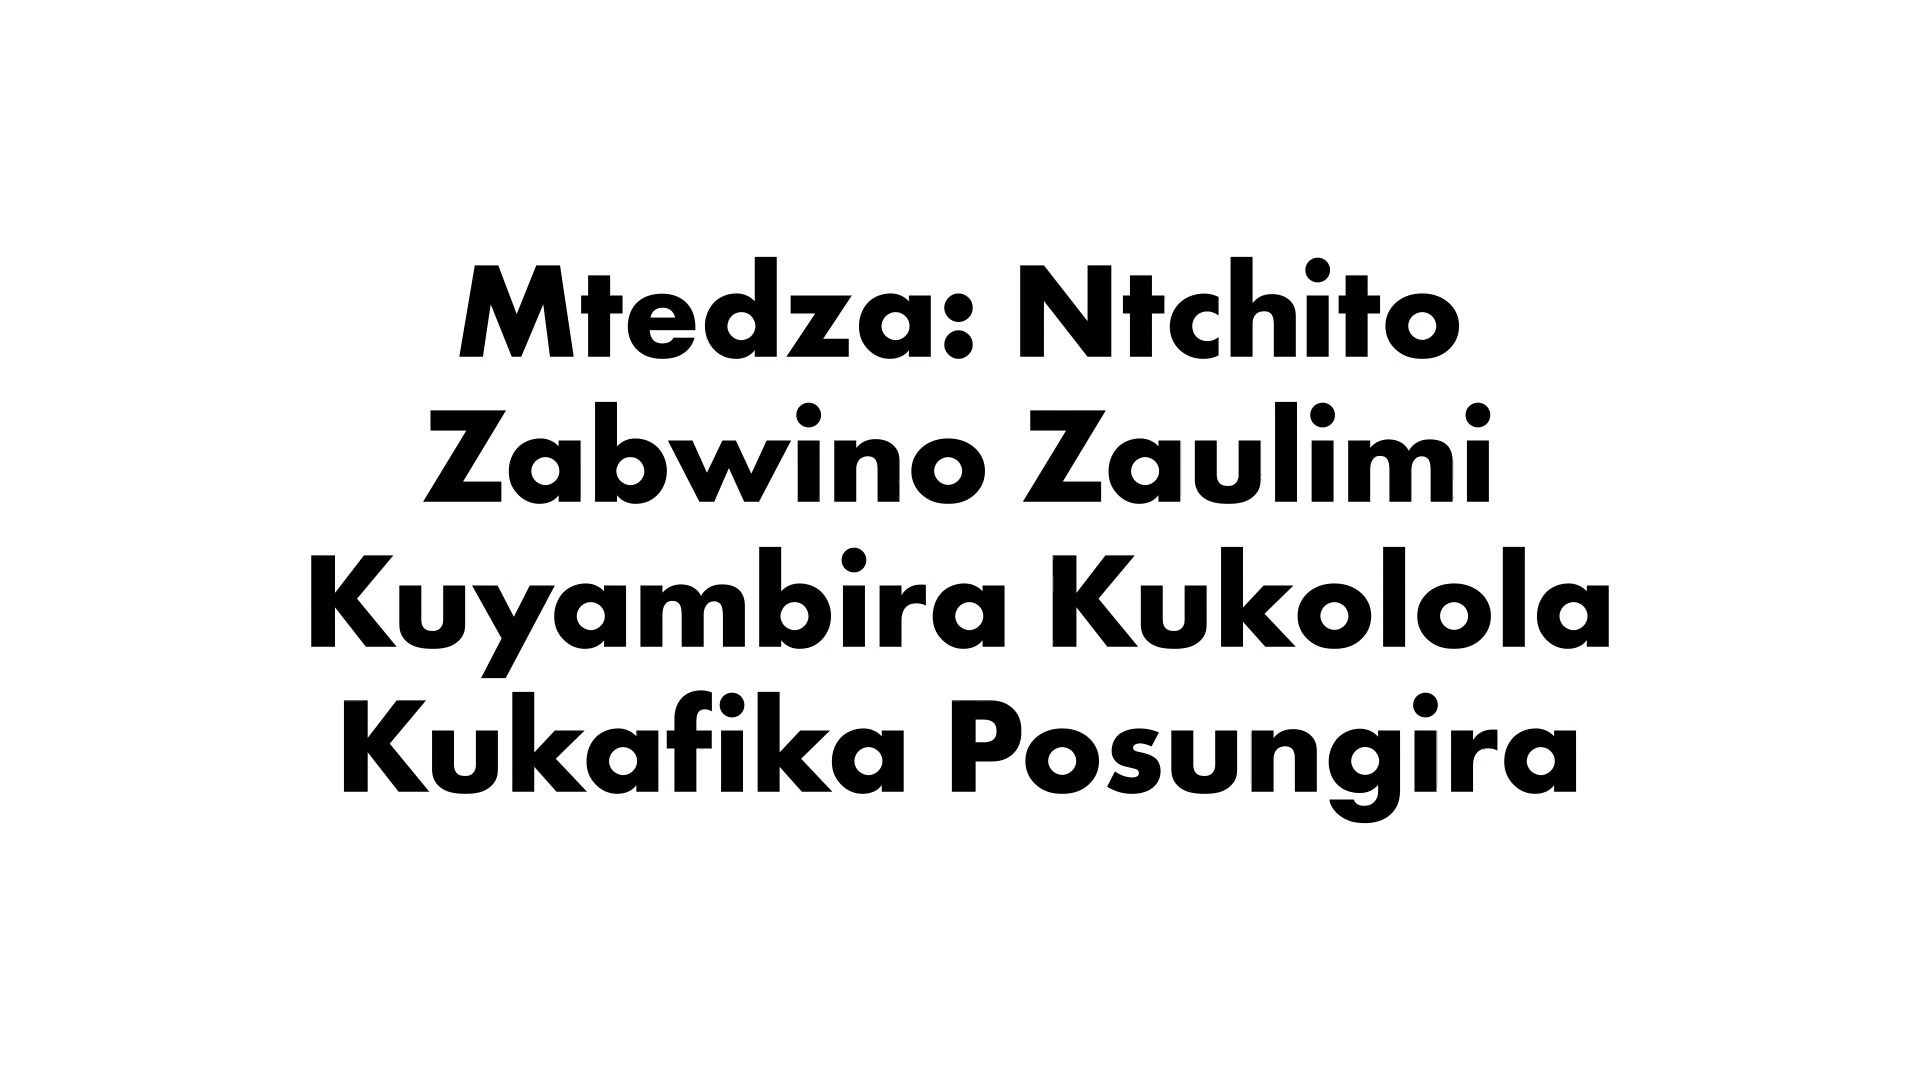 Mtedza: Ntchito
Zabwino Zaulimi
Kuyambira Kukolola
Kukafika Posungira